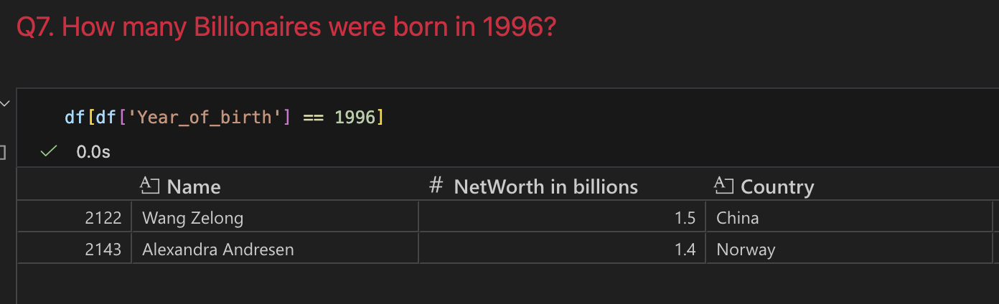 Q7. How many Billionaires were born in 1996?
df[df['Year_of_birth'] == 1996]
0.0s
Name # NetWorth in billions Country
2122 Wang Zelong 1.5 China
2143 Alexandra Andresen 1.4 Norway